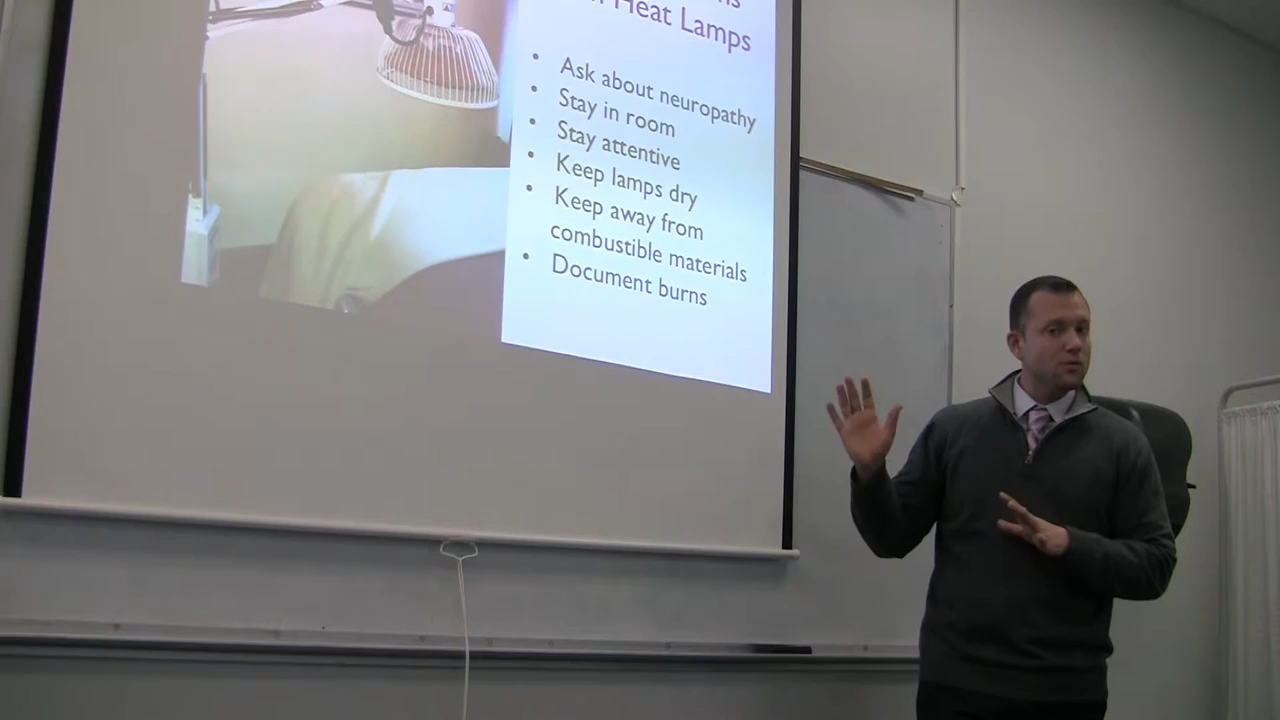 Heat Lamps
• Ask about neuropathy
• Stay in room
• Stay attentive
• Keep lamps dry
• Keep away from
combustible materials
• Document burns